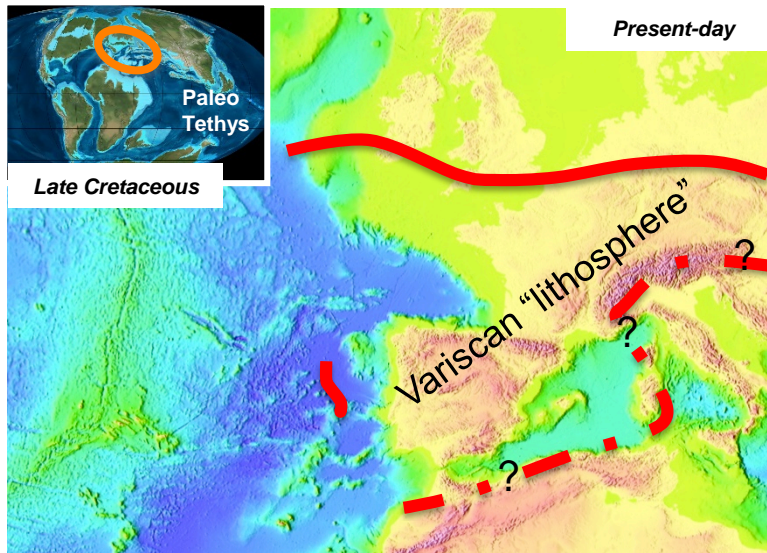 Present-day
Paleo
Tethys
Late Cretaceous
Variscan “lithosphere”
?
?
?